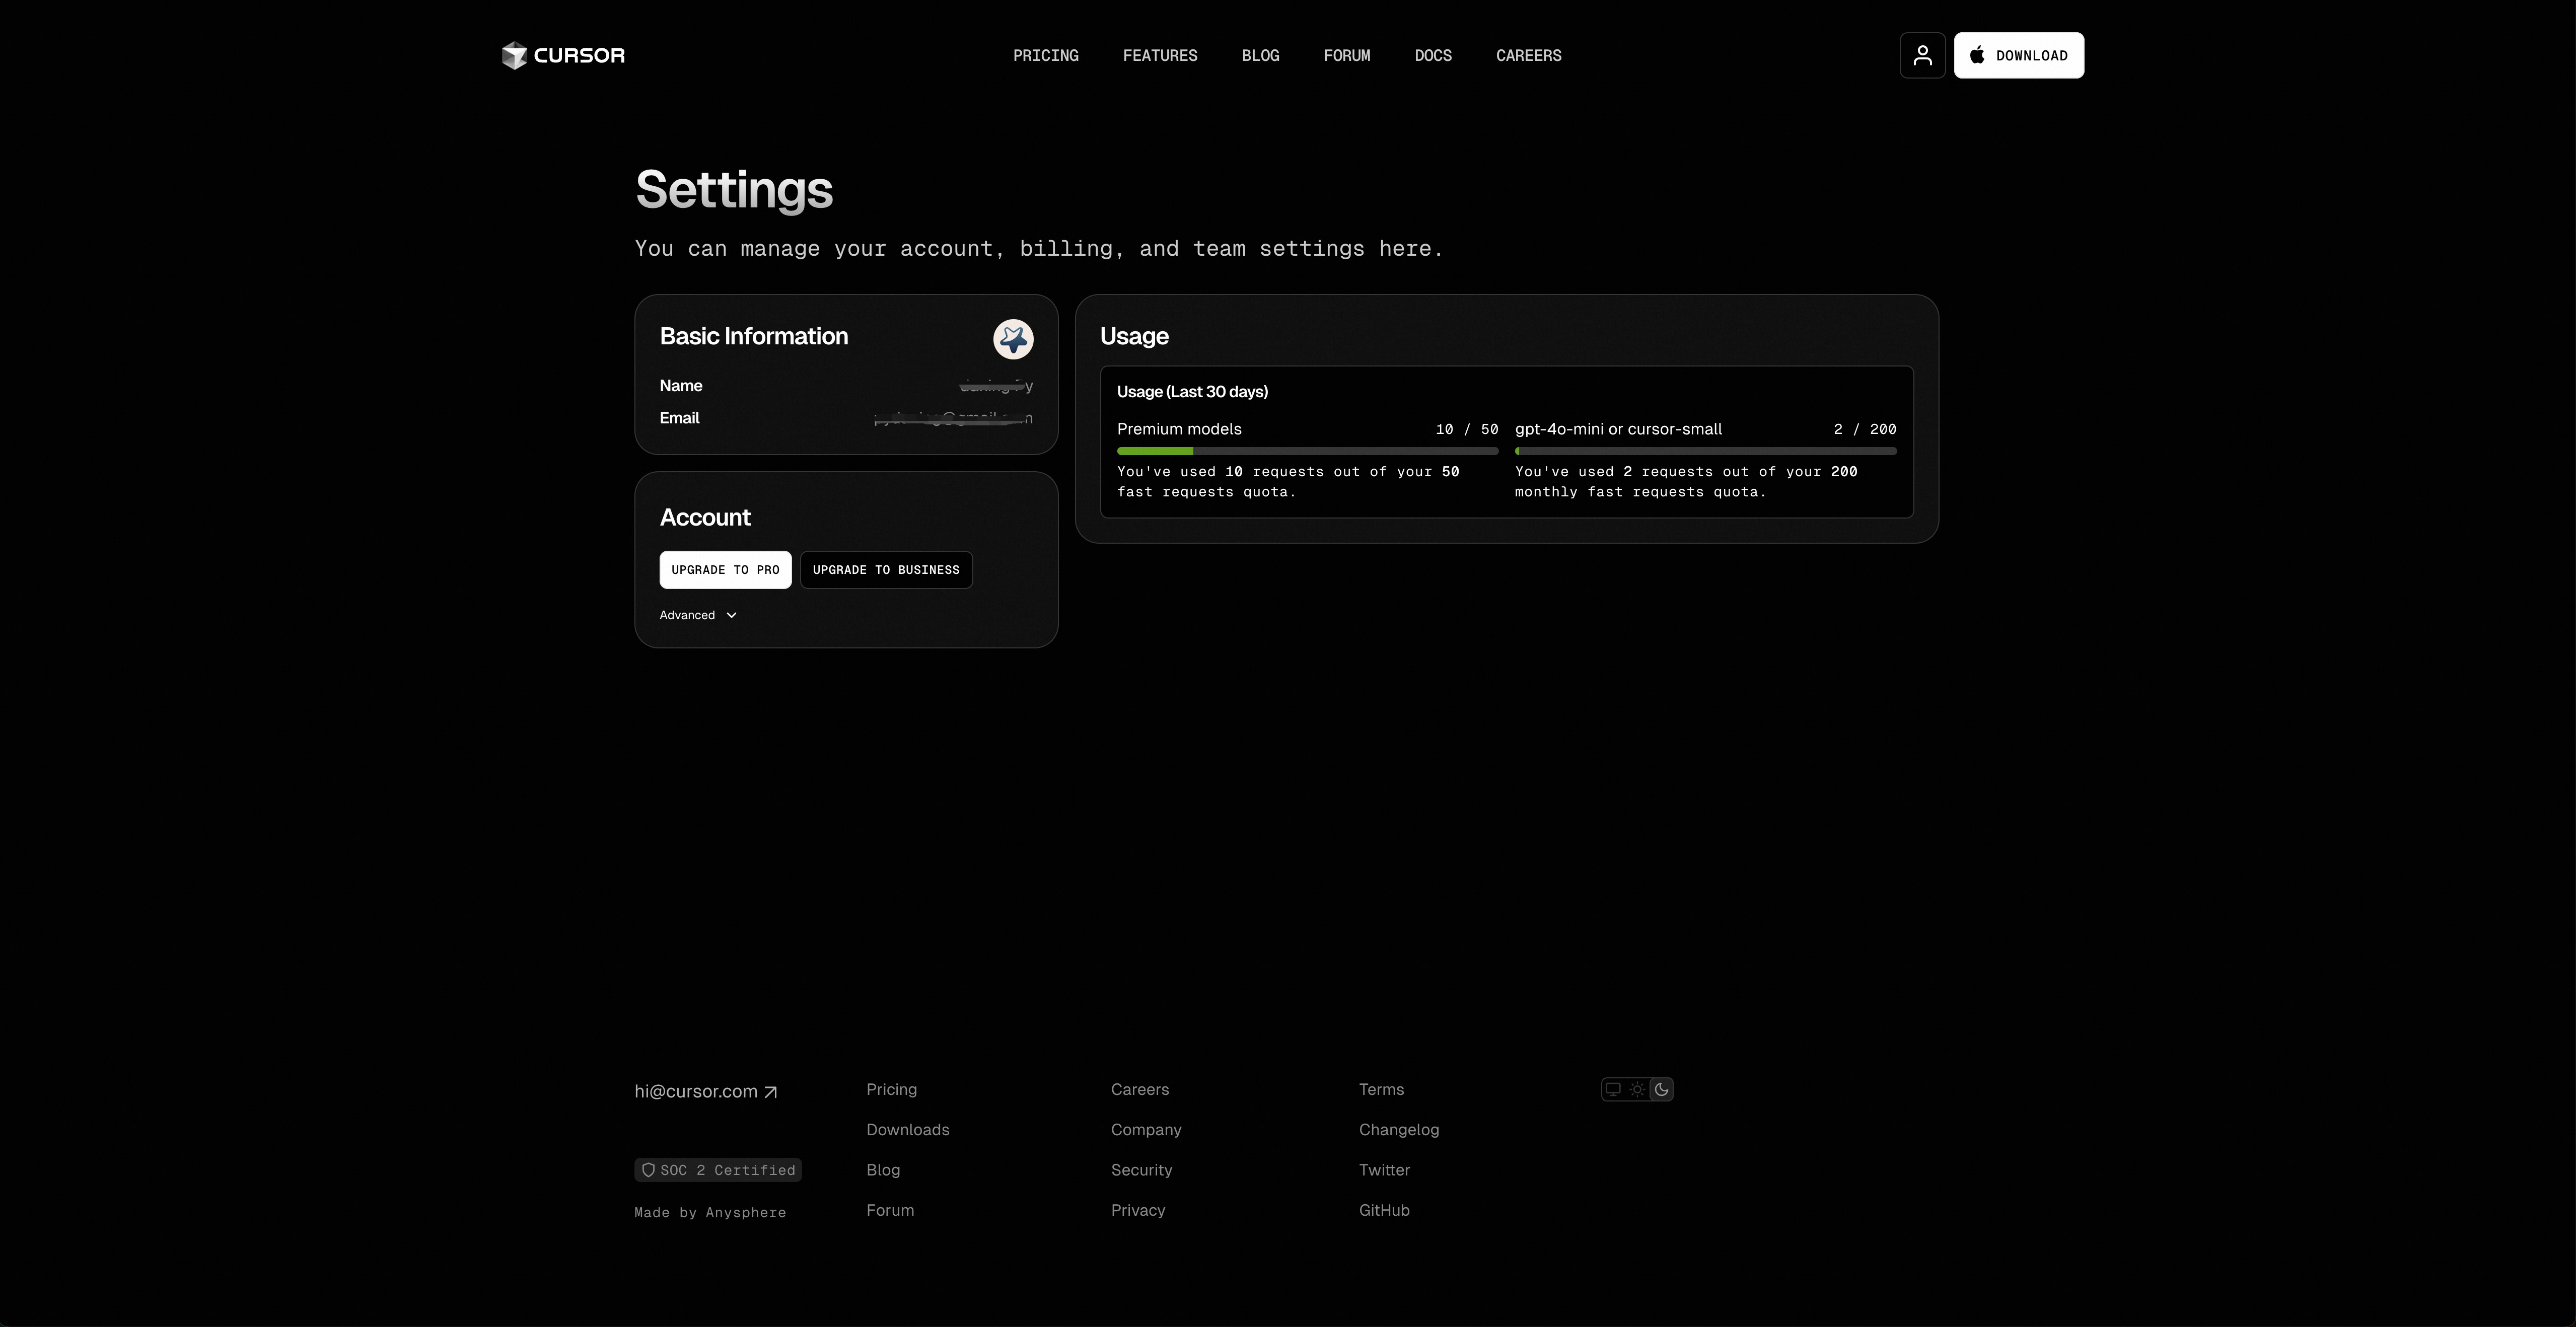 CURSOR
PRICING
FEATURES
BLOG
FORUM
DOCS
CAREERS
DOWNLOAD
Settings
You can manage your account, billing, and team settings here.
Basic Information
Name
Email
Account
UPGRADE TO PRO
UPGRADE TO BUSINESS
Advanced
Usage
Usage (Last 30 days)
Premium models
10 / 50
You've used 10 requests out of your 50
fast requests quota.
gpt-4o-mini or cursor-small
2 / 200
You've used 2 requests out of your 200
monthly fast requests quota.
hi@cursor.com
SOC 2 Certified
Made by Anysphere
Pricing
Downloads
Blog
Forum
Careers
Company
Security
Privacy
Terms
Changelog
Twitter
GitHub